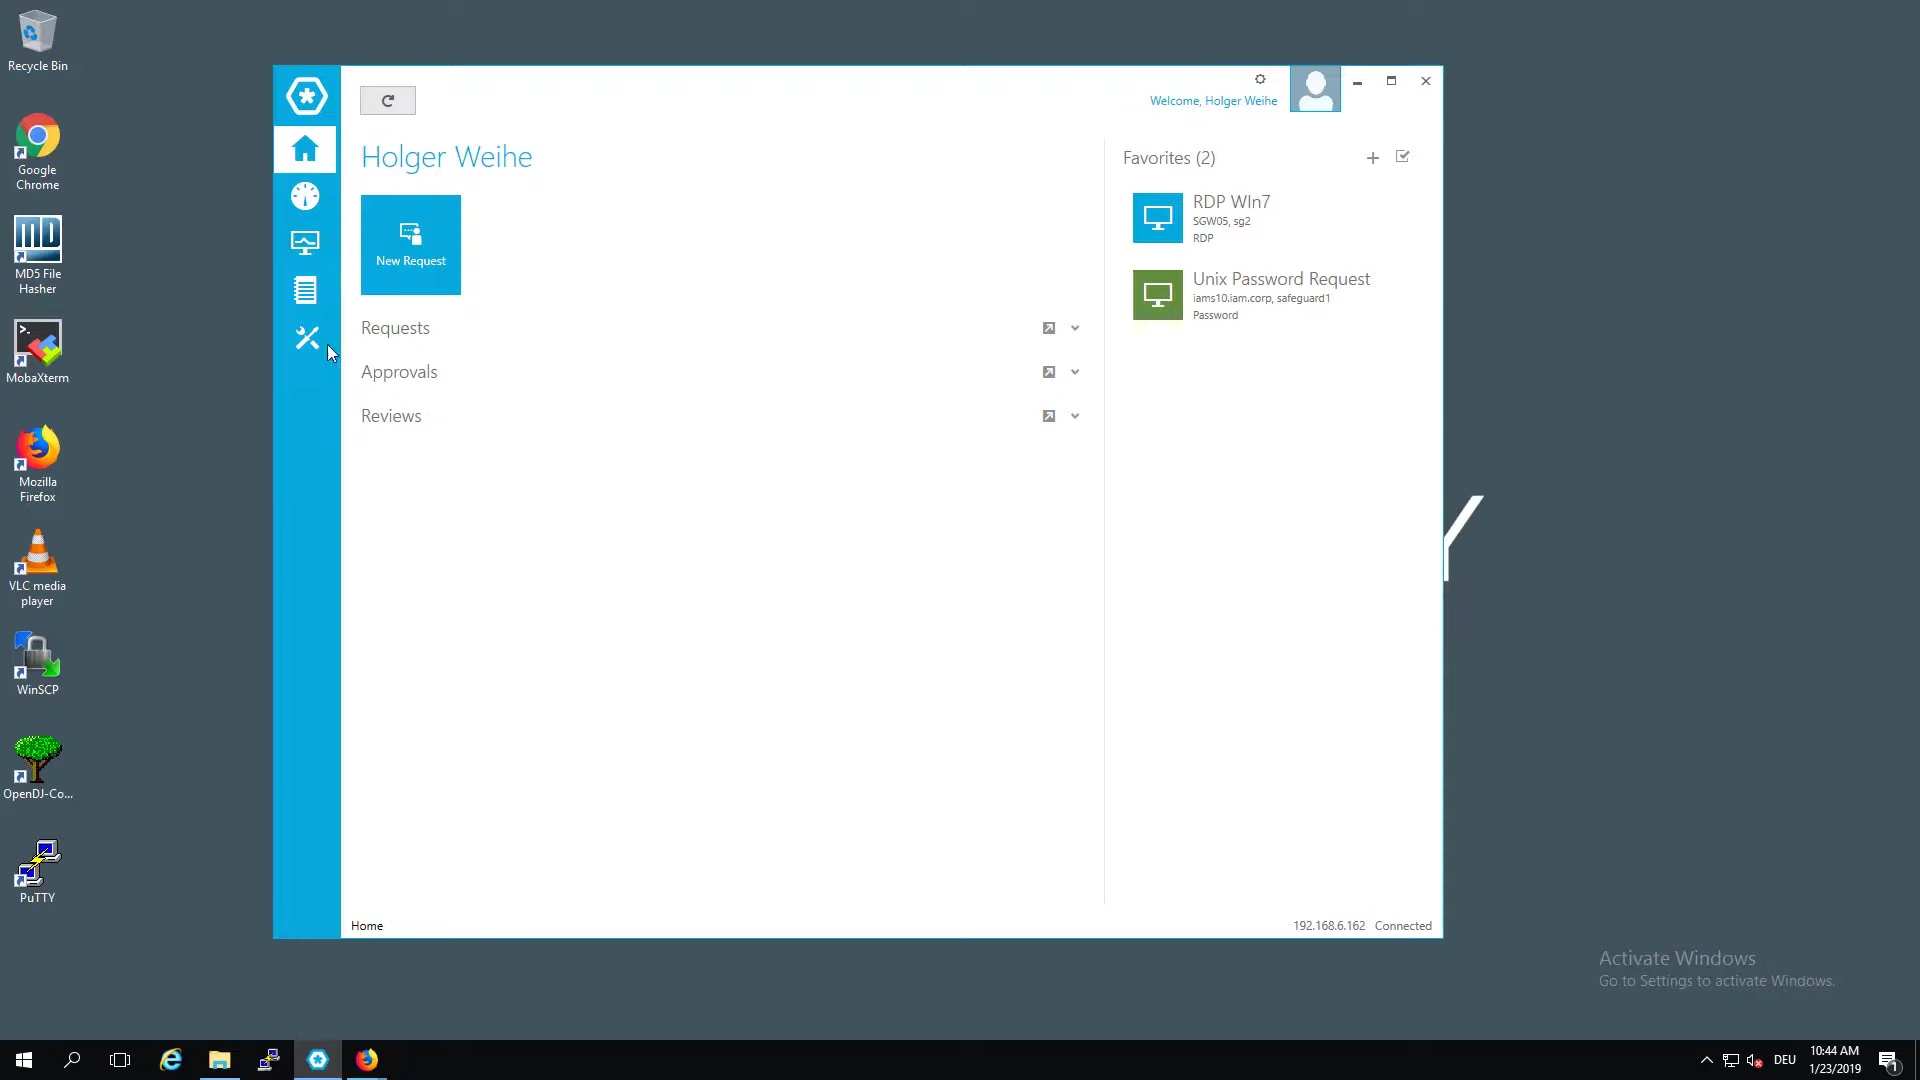 Recycle Bin
Google
Chrome
MD
MD5 File
Hasher
MobaXterm
Mozilla
Firefox
VLC media
player
WinSCP
OpenDJ-Co...
PuTTY
Welcome, Holger Weihe
Holger Weihe
New Request
Requests
Approvals
Reviews
Favorites (2)
RDP WIn7
SGW05, sg2
RDP
Unix Password Request
iams10.iam.corp, safeguard1
Password
Home
192.168.6.162 Connected
Y
Activate Windows
Go to Settings to activate Windows.
DEU
10:44 AM
1/23/2019
1